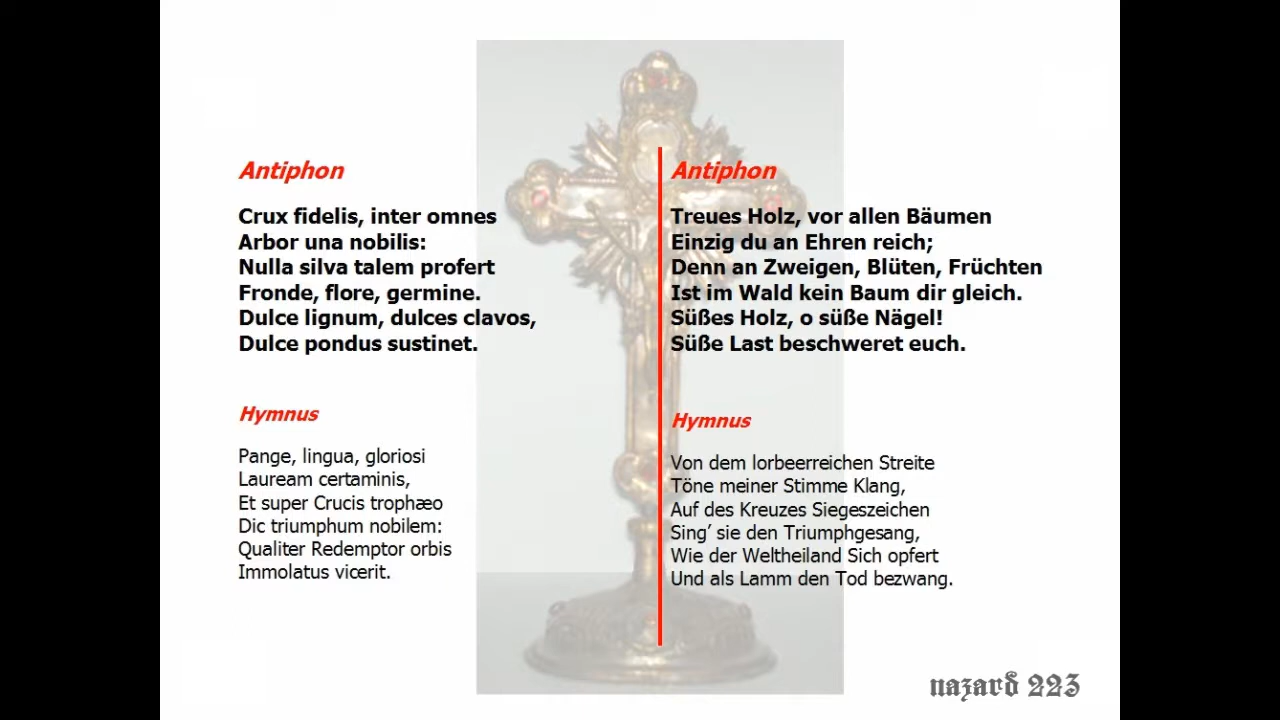 Antiphon
Crux fidelis, inter omnes
Arbor una nobilis:
Nulla silva talem profert
Fronde, flore, germine.
Dulce lignum, dulces clavos,
Dulce pondus sustinet.
Hymnus
Pange, lingua, gloriosi
Lauream certaminis,
Et super Crucis trophæo
Dic triumphum nobilem:
Qualiter Redemptor orbis
Immolatus vicerit.
Antiphon
Treues Holz, vor allen Bäumen
Einzig du an Ehren reich;
Denn an Zweigen, Blüten, Früchten
Ist im Wald kein Baum dir gleich.
Süßes Holz, o süße Nägel!
Süße Last beschweret euch.
Hymnus
Von dem lorbeerreichen Streite
Töne meiner Stimme Klang,
Auf des Kreuzes Siegeszeichen
Sing’ sie den Triumphgesang,
Wie der Weltheiland Sich opfert
Und als Lamm den Tod bezwang.
nazard 223